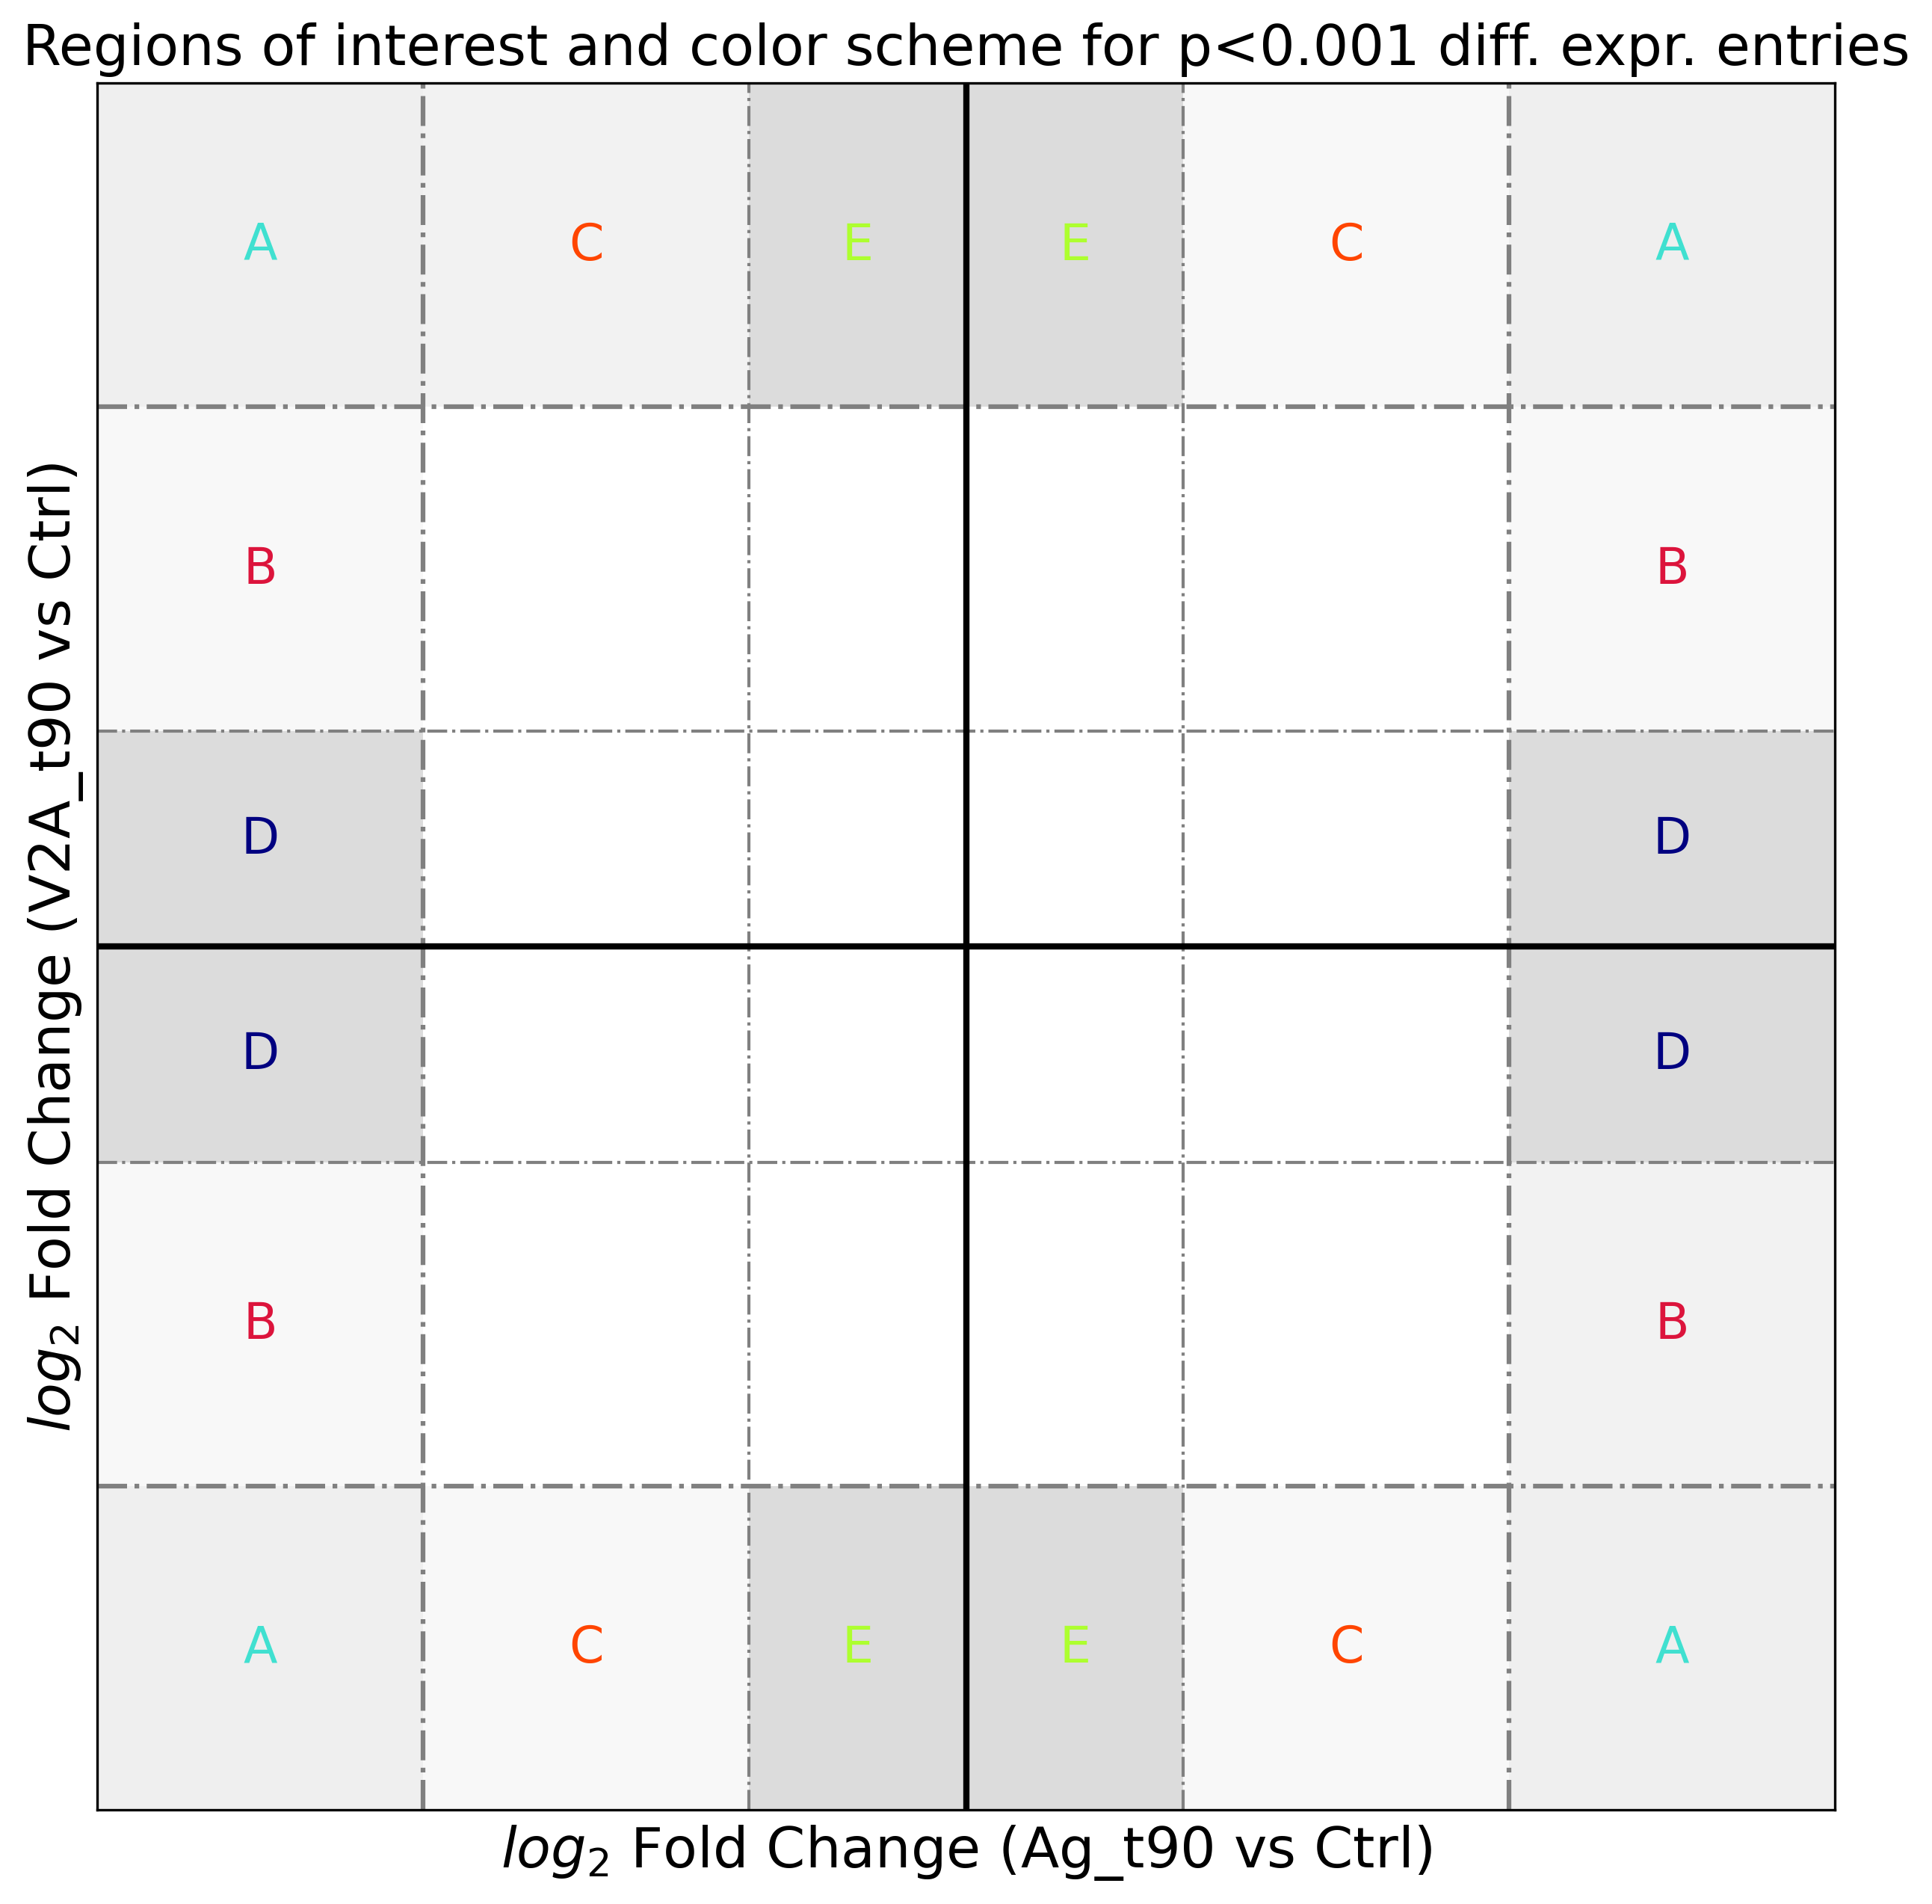 Regions of interest and color scheme for p<0.001 diff. expr. entries
A C E E C A
B B
D D
D D
B B
A C E E C A
log₂ Fold Change (V2A_t90 vs Ctrl)
log₂ Fold Change (Ag_t90 vs Ctrl)